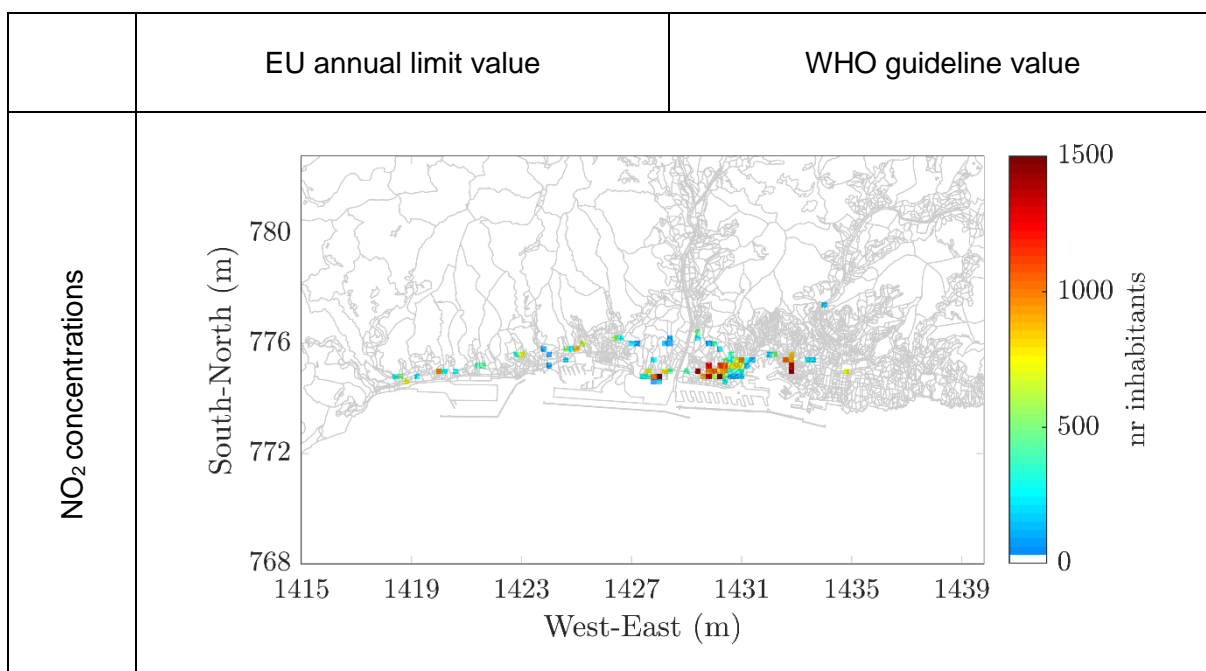 EU annual limit value
WHO guideline value
NO₂ concentrations
South-North (m)
780
776
772
768
1415 1419 1423 1427 1431 1435 1439
West-East (m)
1500
1000
500
0
nr inhabitants